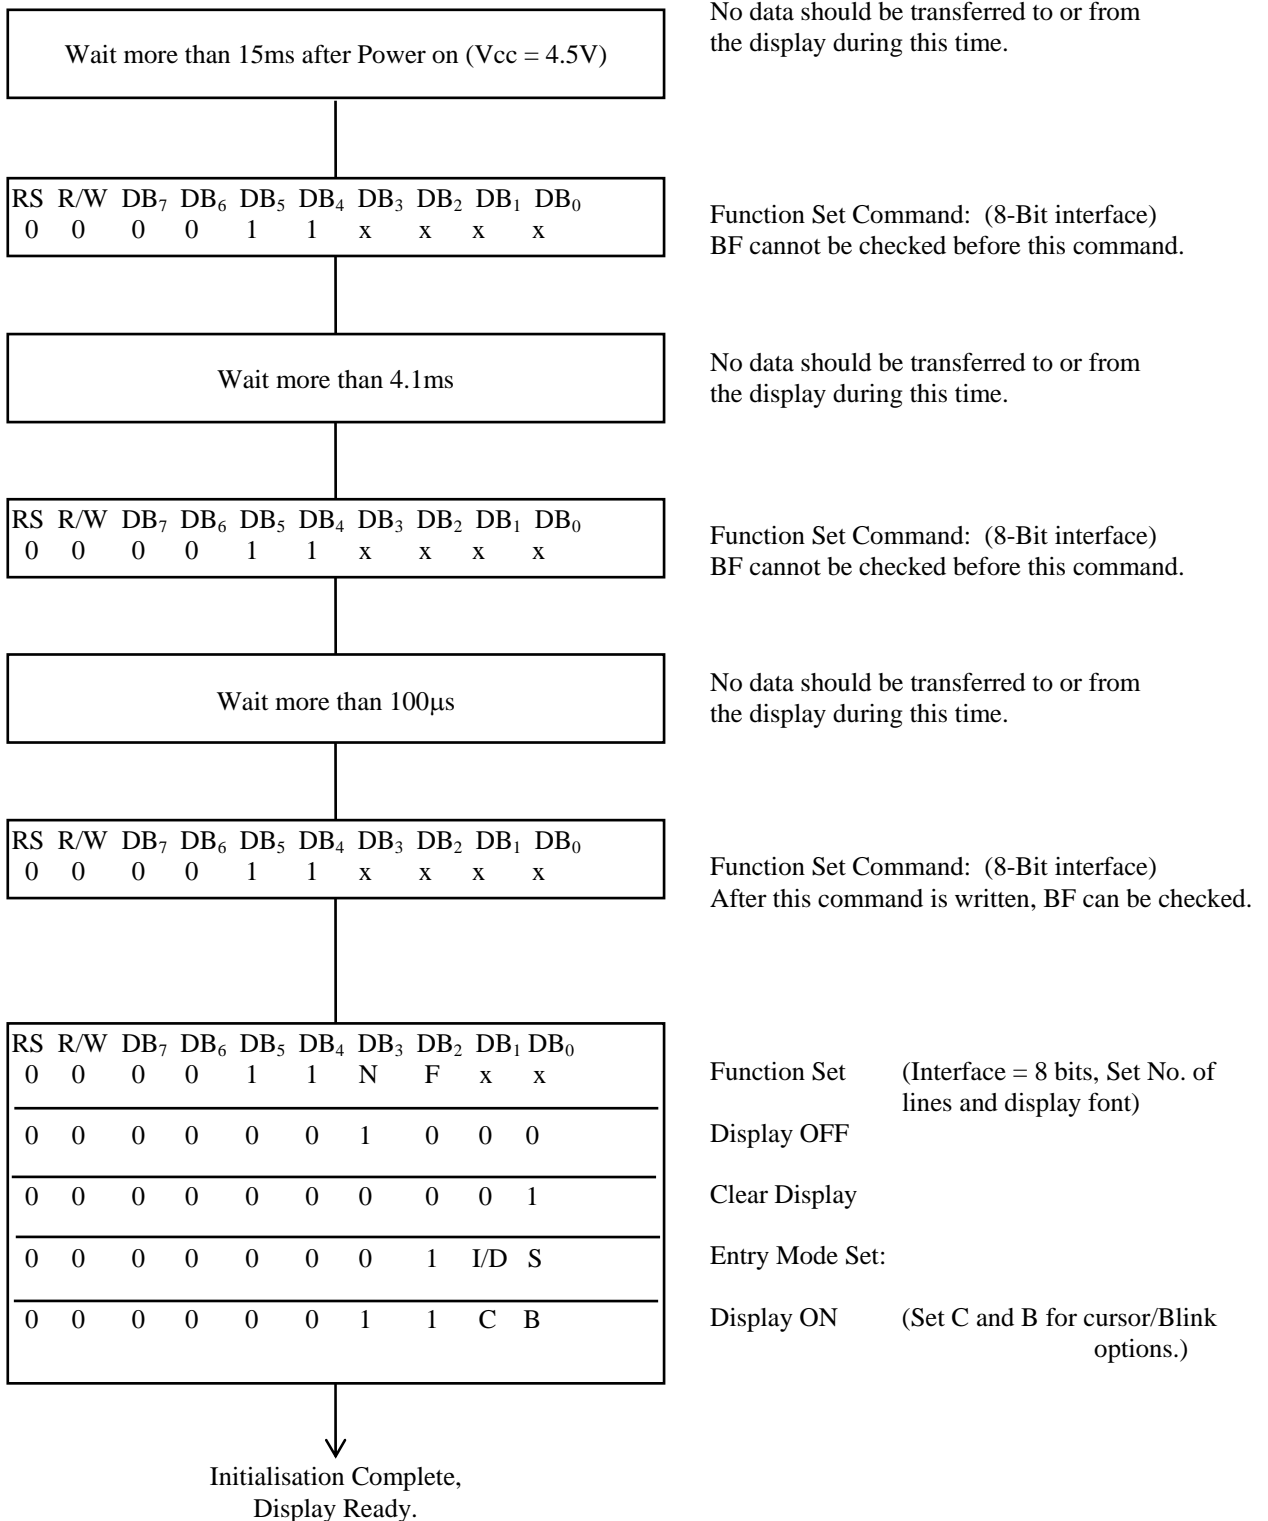 No data should be transferred to or from
the display during this time.
Wait more than 15ms after Power on (Vcc = 4.5V)
RS R/W DB₇ DB₆ DB₅ DB₄ DB₃ DB₂ DB₁ DB₀
0 0 0 0 1 1 x x x x
Function Set Command: (8-Bit interface)
BF cannot be checked before this command.
Wait more than 4.1ms
No data should be transferred to or from
the display during this time.
RS R/W DB₇ DB₆ DB₅ DB₄ DB₃ DB₂ DB₁ DB₀
0 0 0 0 1 1 x x x x
Function Set Command: (8-Bit interface)
BF cannot be checked before this command.
Wait more than 100μs
No data should be transferred to or from
the display during this time.
RS R/W DB₇ DB₆ DB₅ DB₄ DB₃ DB₂ DB₁ DB₀
0 0 0 0 1 1 x x x x
Function Set Command: (8-Bit interface)
After this command is written, BF can be checked.
RS R/W DB₇ DB₆ DB₅ DB₄ DB₃ DB₂ DB₁ DB₀
0 0 0 0 1 1 N F x x
Function Set (Interface = 8 bits, Set No. of
lines and display font)
0 0 0 0 0 0 1 0 0 0
Display OFF
0 0 0 0 0 0 0 0 0 1
Clear Display
0 0 0 0 0 0 0 1 I/D S
Entry Mode Set:
0 0 0 0 0 0 1 1 C B
Display ON (Set C and B for cursor/Blink
options.)
Initialisation Complete,
Display Ready.